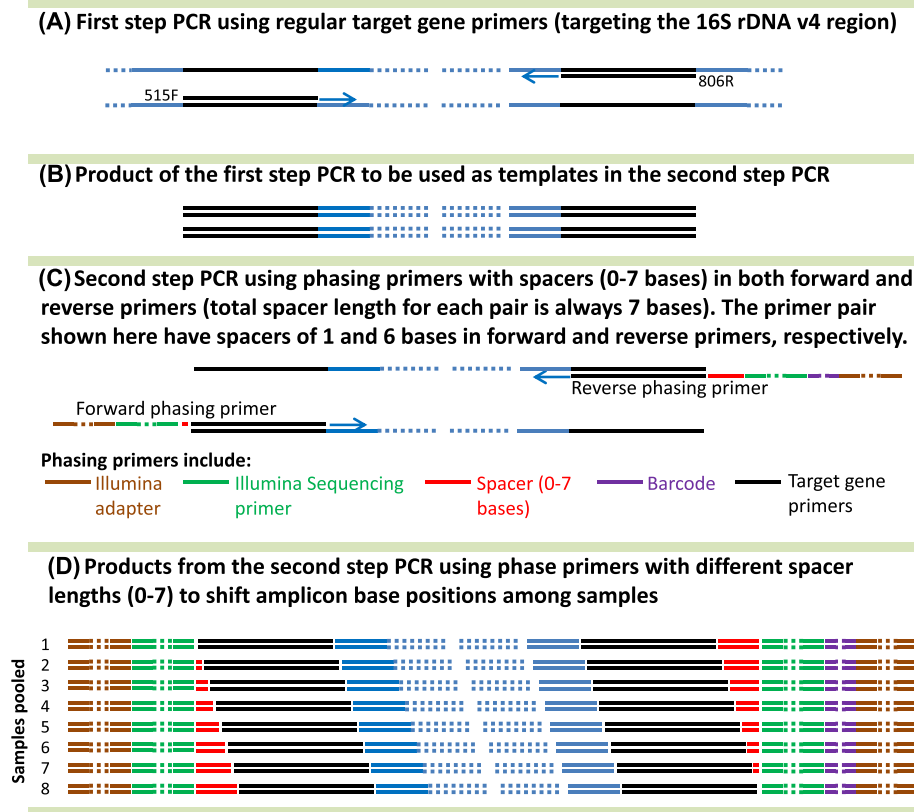 (A) First step PCR using regular target gene primers (targeting the 16S rDNA v4 region)
806R
515F
(B) Product of the first step PCR to be used as templates in the second step PCR
(C) Second step PCR using phasing primers with spacers (0-7 bases) in both forward and
reverse primers (total spacer length for each pair is always 7 bases). The primer pair
shown here have spacers of 1 and 6 bases in forward and reverse primers, respectively.
Reverse phasing primer
Forward phasing primer
Phasing primers include:
Illumina
adapter
Illumina Sequencing
primer
Spacer (0-7
bases)
Barcode
Target gene
primers
(D) Products from the second step PCR using phase primers with different spacer
lengths (0-7) to shift amplicon base positions among samples
Samples pooled
1
2
3
4
5
6
7
8